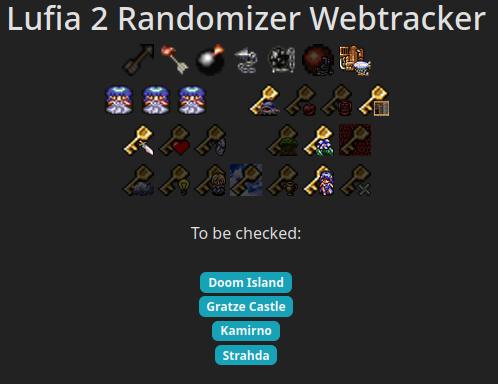 Lufia 2 Randomizer Webtracker
To be checked:
Doom Island
Gratze Castle
Kamirno
Strahda